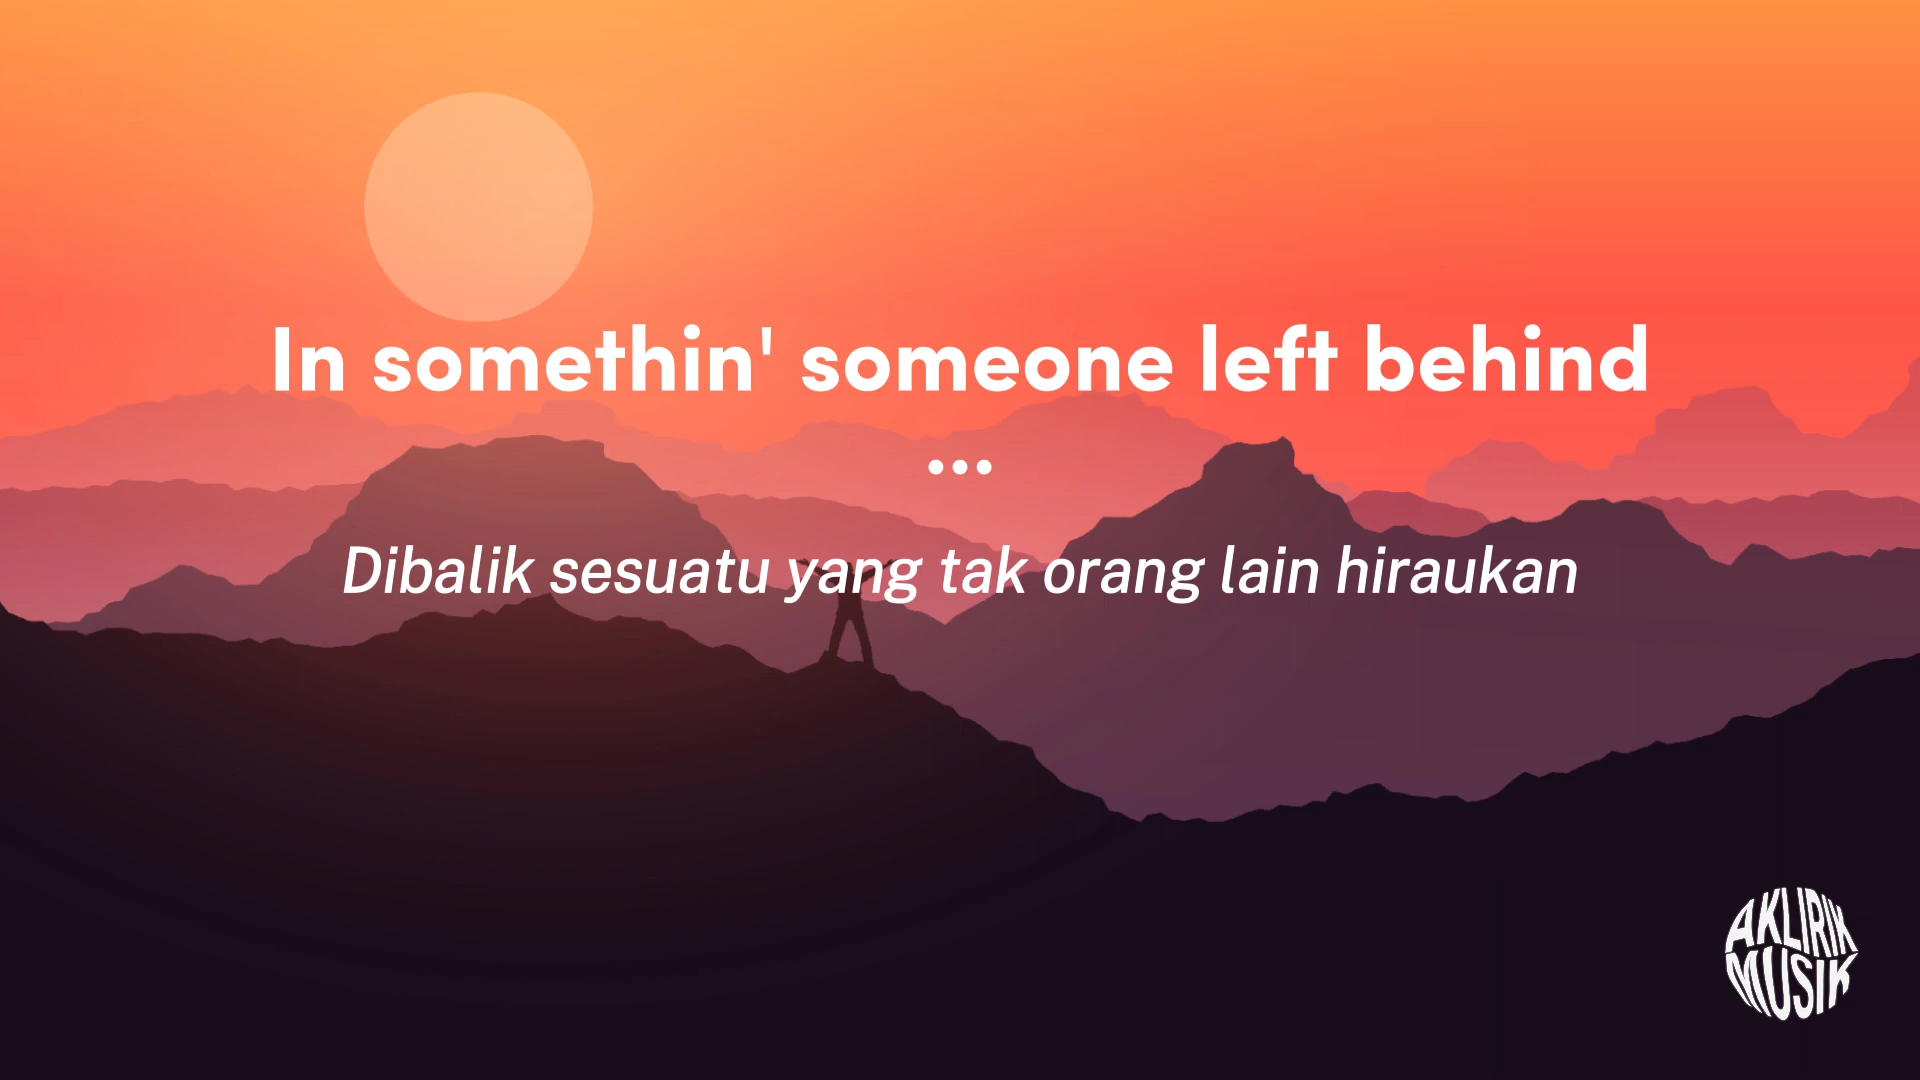 In somethin' someone left behind
...
Dibalik sesuatu yang tak orang lain hiraukan
AKLIRIK
MUSIK